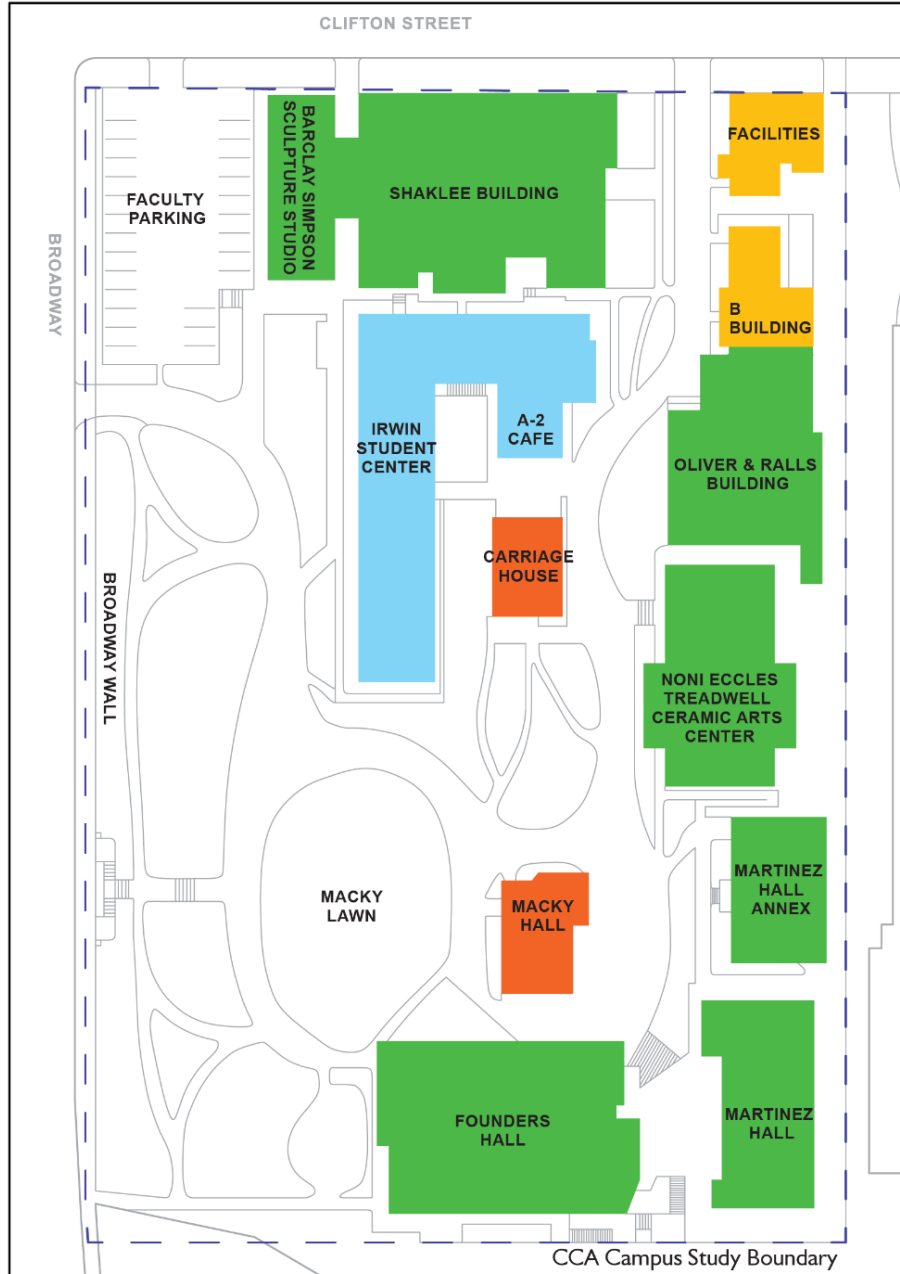 CLIFTON STREET
BROADWAY
FACULTY
PARKING
BARCLAY SIMPSON
SCULPTURE STUDIO
SHAKLEE BUILDING
FACILITIES
B
BUILDING
IRWIN
STUDENT
CENTER
A-2
CAFE
OLIVER & RALLS
BUILDING
CARRIAGE
HOUSE
BROADWAY WALL
NONI ECCLES
TREADWELL
CERAMIC ARTS
CENTER
MACKY
LAWN
MACKY
HALL
MARTINEZ
HALL
ANNEX
FOUNDERS
HALL
MARTINEZ
HALL
CCA Campus Study Boundary